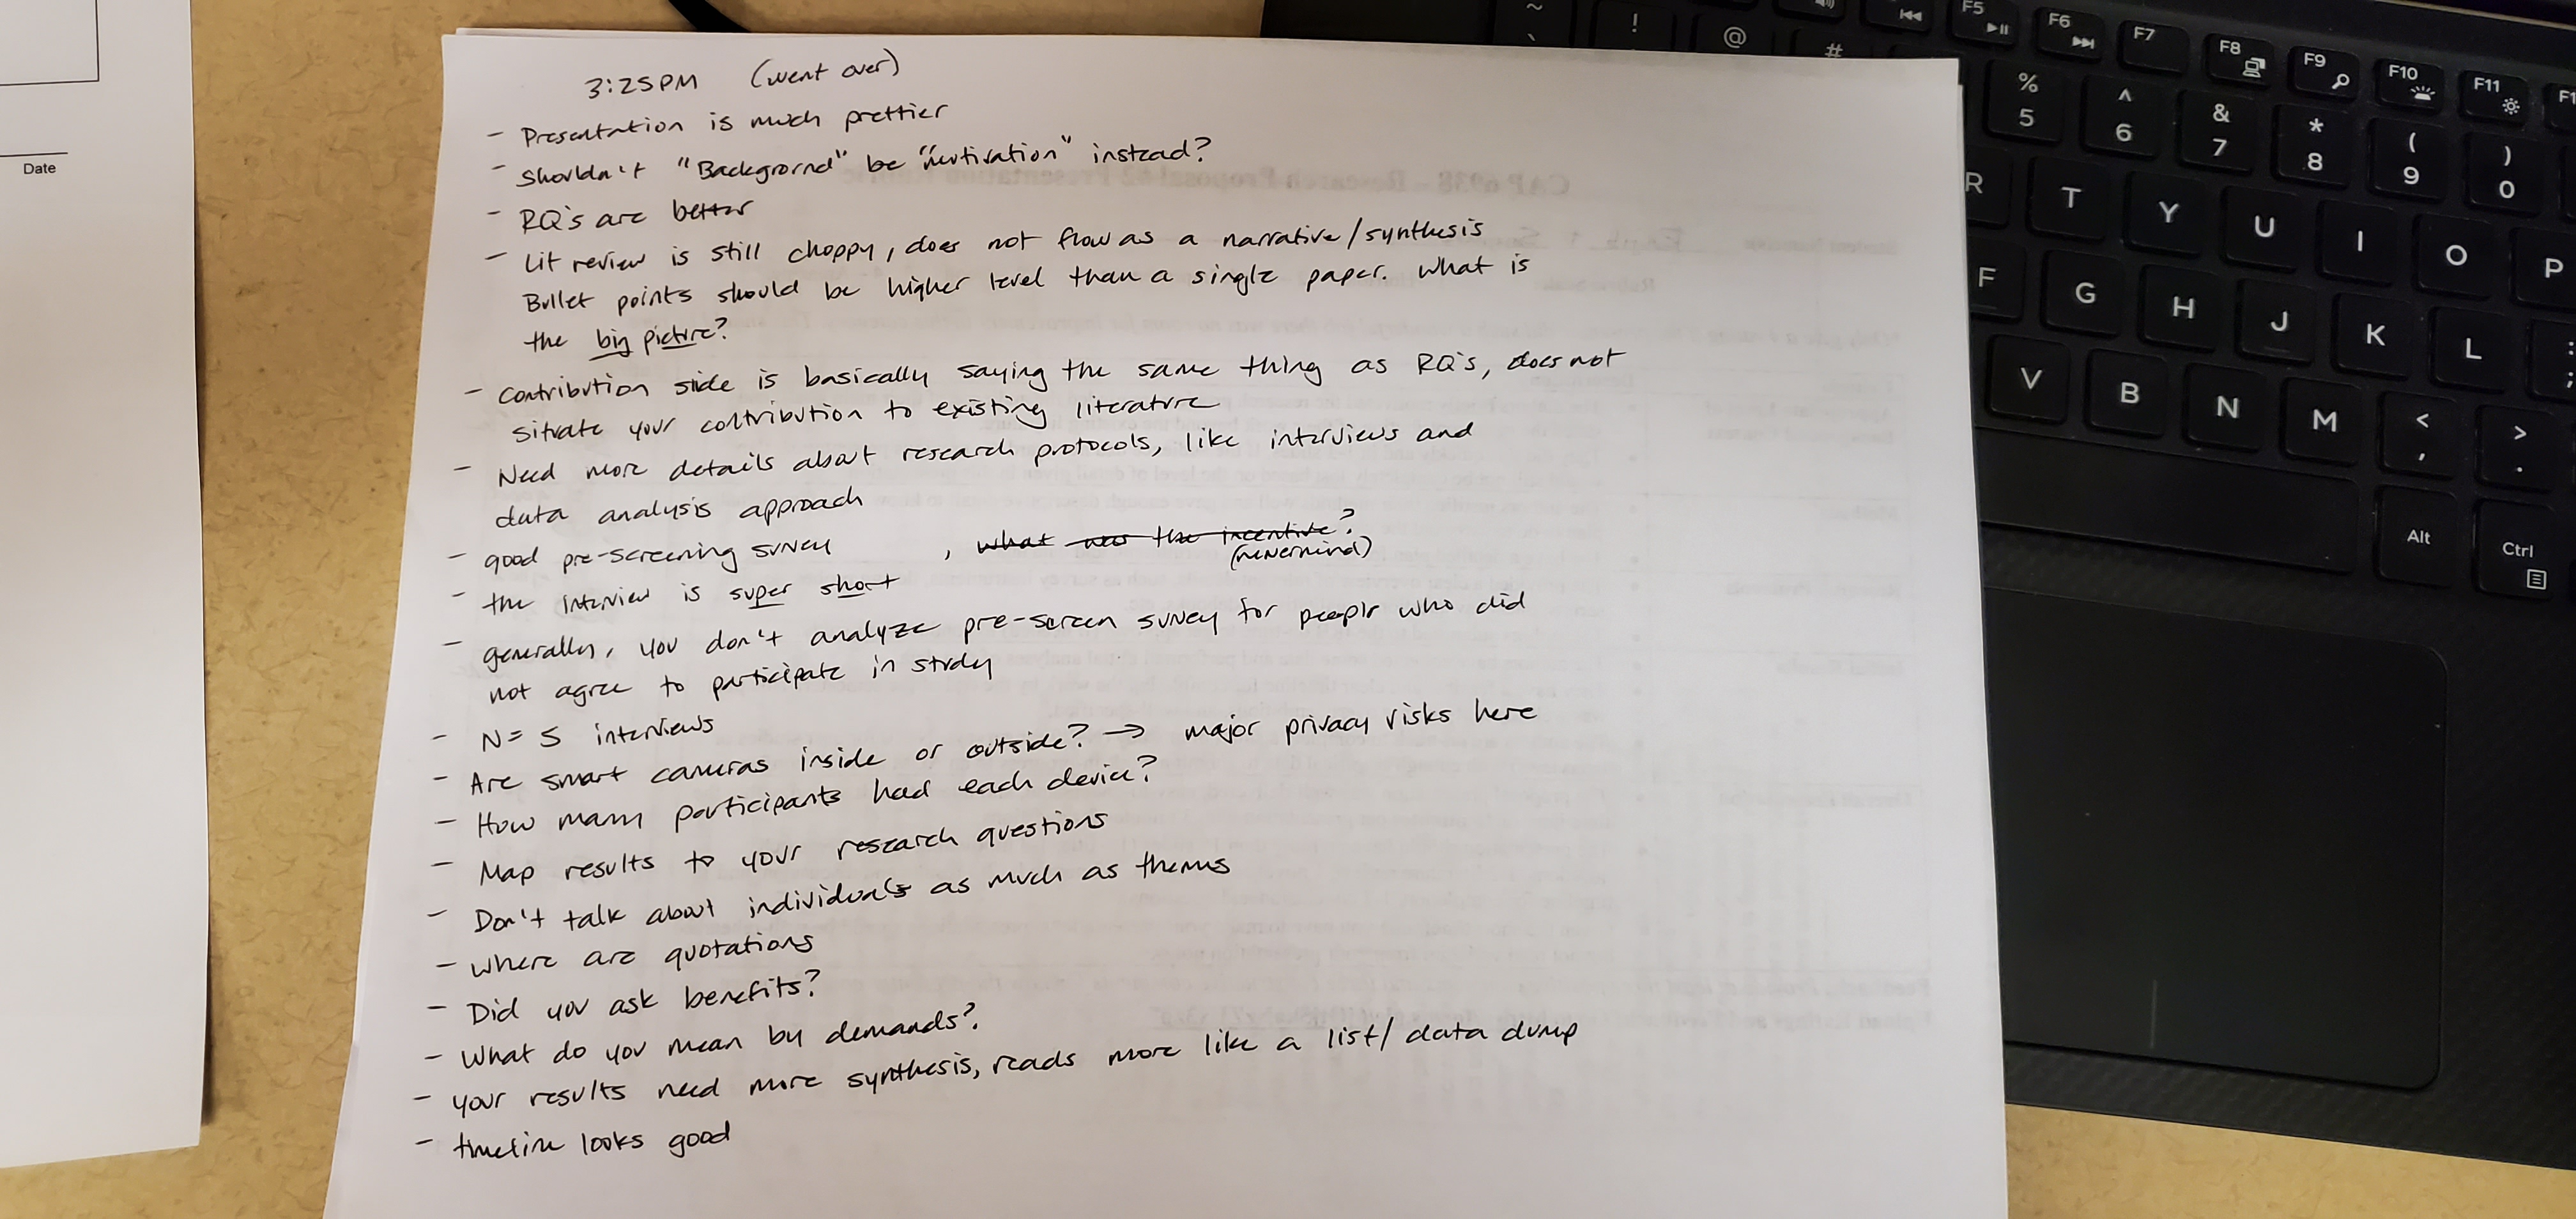 Date
3:25PM (went over)
- Presentation is much prettier
- Shouldn't "Background" be "Motivation" instead?
- RQ's are better
- Lit review is still choppy, does not flow as a narrative/synthesis
Bullet points should be higher level than a single paper. What is
the big picture?
- Contribution side is basically saying the same thing as RQ's, does not
situate your contribution to existing literature
- Need more details about research protocols, like interviews and
data analysis approach
- good pre-screening survey, what was the incentive?
(nevermind)
- the interview is super short
- generally, you don't analyze pre-screen survey for people who did
not agree to participate in study
- N=5 interviews
- Are smart cameras inside or outside? → major privacy risks here
- How many participants had each device?
- Map results to your research questions
- Don't talk about individuals as much as themes
- where are quotations
- Did you ask benefits?
- What do you mean by demands?
- your results need more synthesis, reads more like a list/data dump
- timeline looks good
~
`
!
@
#
F5
F6
F7
F8
F9
F10
F11
%
5
^
6
&
7
*
8
(
9
)
0
R
T
Y
U
I
O
P
F
G
H
J
K
L
:
;
V
B
N
M
<
,
>
.
Alt
Ctrl